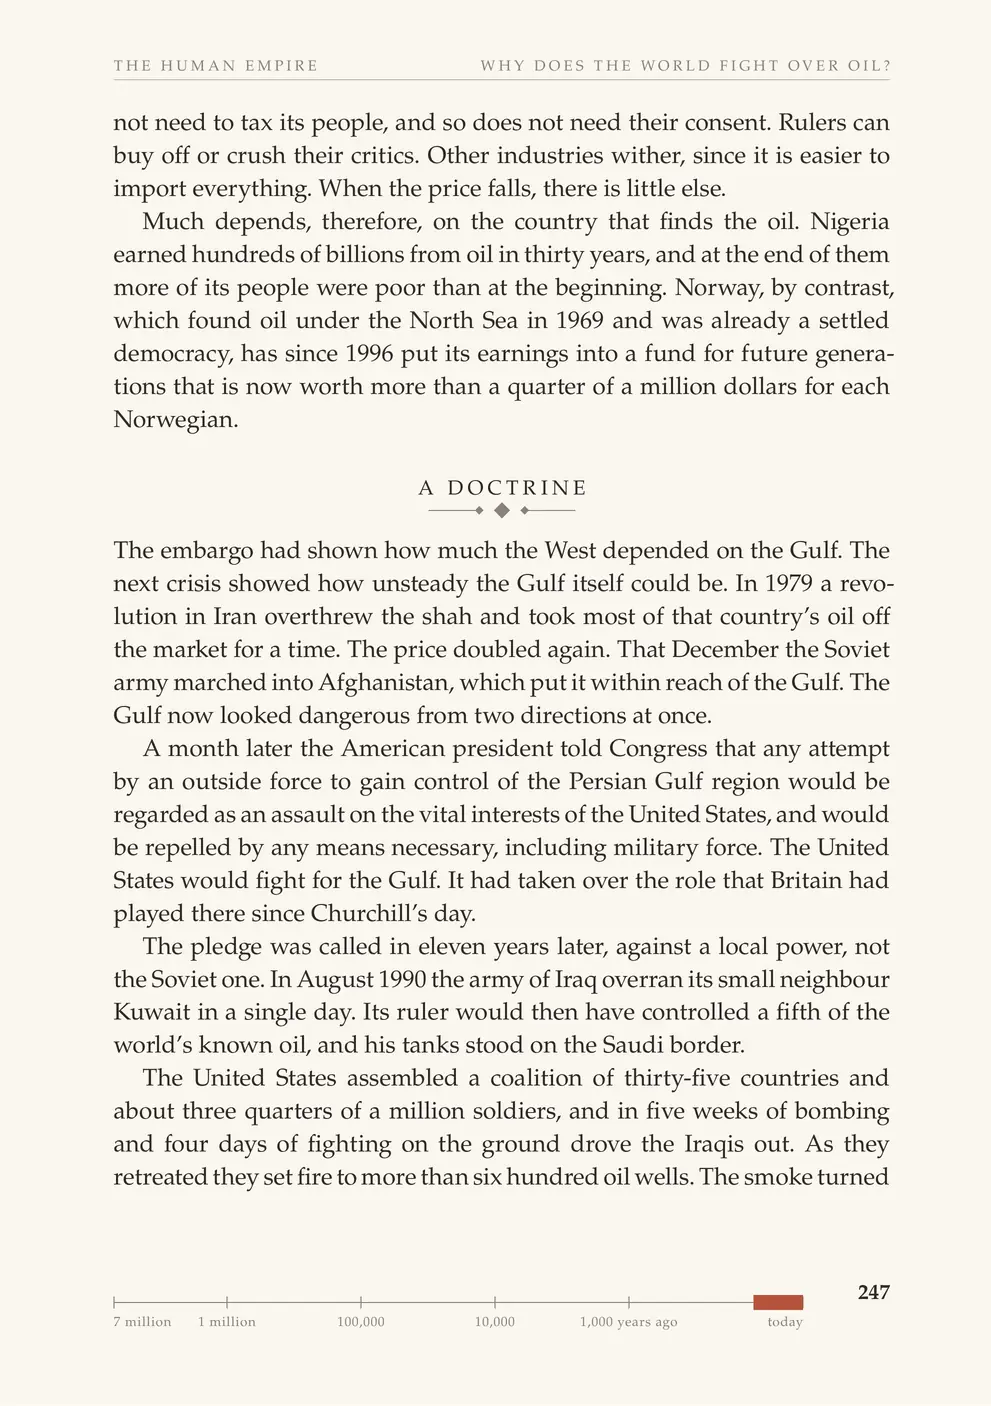 THE HUMAN EMPIRE
WHY DOES THE WORLD FIGHT OVER OIL?
not need to tax its people, and so does not need their consent. Rulers can
buy off or crush their critics. Other industries wither, since it is easier to
import everything. When the price falls, there is little else.
Much depends, therefore, on the country that finds the oil. Nigeria
earned hundreds of billions from oil in thirty years, and at the end of them
more of its people were poor than at the beginning. Norway, by contrast,
which found oil under the North Sea in 1969 and was already a settled
democracy, has since 1996 put its earnings into a fund for future genera-
tions that is now worth more than a quarter of a million dollars for each
Norwegian.
A DOCTRINE
The embargo had shown how much the West depended on the Gulf. The
next crisis showed how unsteady the Gulf itself could be. In 1979 a revo-
lution in Iran overthrew the shah and took most of that country's oil off
the market for a time. The price doubled again. That December the Soviet
army marched into Afghanistan, which put it within reach of the Gulf. The
Gulf now looked dangerous from two directions at once.
A month later the American president told Congress that any attempt
by an outside force to gain control of the Persian Gulf region would be
regarded as an assault on the vital interests of the United States, and would
be repelled by any means necessary, including military force. The United
States would fight for the Gulf. It had taken over the role that Britain had
played there since Churchill's day.
The pledge was called in eleven years later, against a local power, not
the Soviet one. In August 1990 the army of Iraq overran its small neighbour
Kuwait in a single day. Its ruler would then have controlled a fifth of the
world's known oil, and his tanks stood on the Saudi border.
The United States assembled a coalition of thirty-five countries and
about three quarters of a million soldiers, and in five weeks of bombing
and four days of fighting on the ground drove the Iraqis out. As they
retreated they set fire to more than six hundred oil wells. The smoke turned
247
7 million 1 million 100,000 10,000 1,000 years ago today